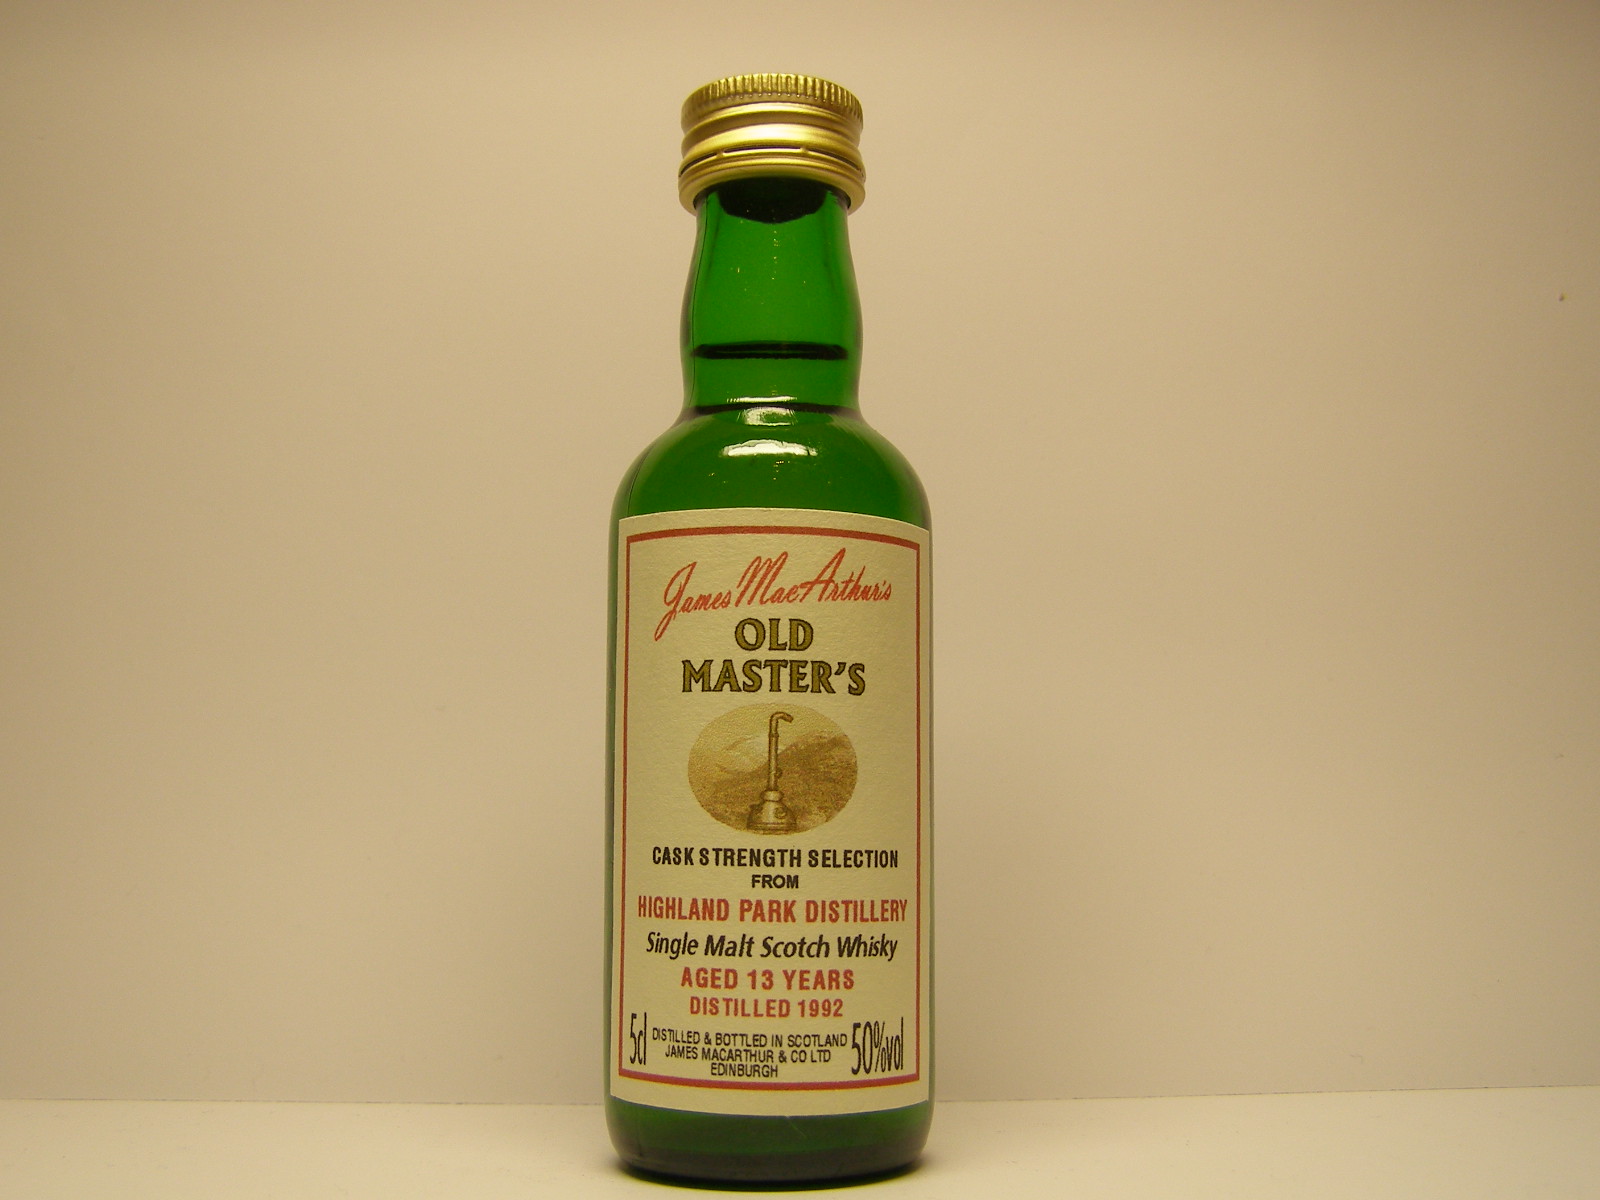 James MacArthur's
OLD
MASTER'S
CASK STRENGTH SELECTION
FROM
HIGHLAND PARK DISTILLERY
Single Malt Scotch Whisky
AGED 13 YEARS
DISTILLED 1992
5cl
DISTILLED & BOTTLED IN SCOTLAND
JAMES MACARTHUR & CO LTD
EDINBURGH
50%vol